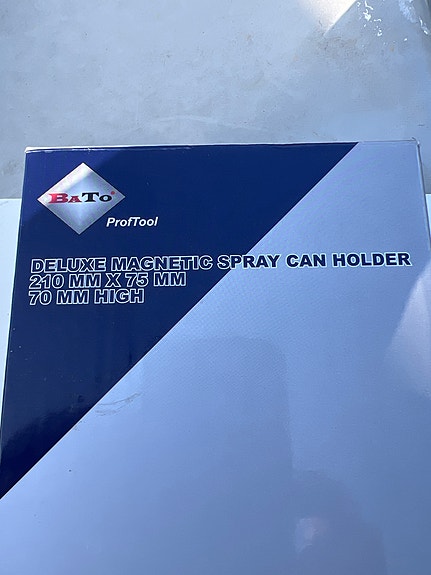 BATO®
ProfTool
DELUXE MAGNETIC SPRAY CAN HOLDER
210 MM X 75 MM
70 MM HIGH